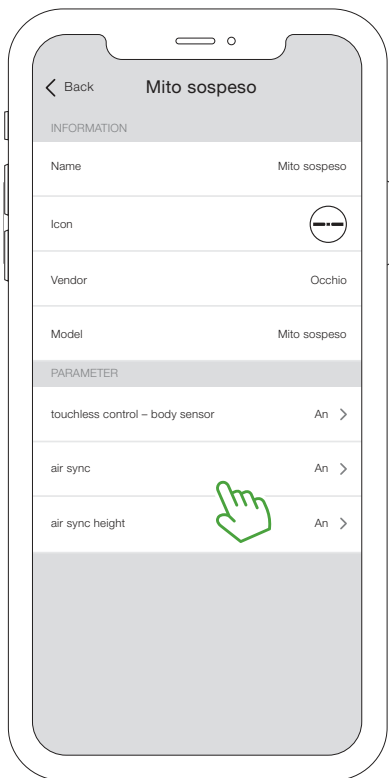 Back Mito sospeso
INFORMATION
Name Mito sospeso
Icon
Vendor Occhio
Model Mito sospeso
PARAMETER
touchless control – body sensor An
air sync An
air sync height An